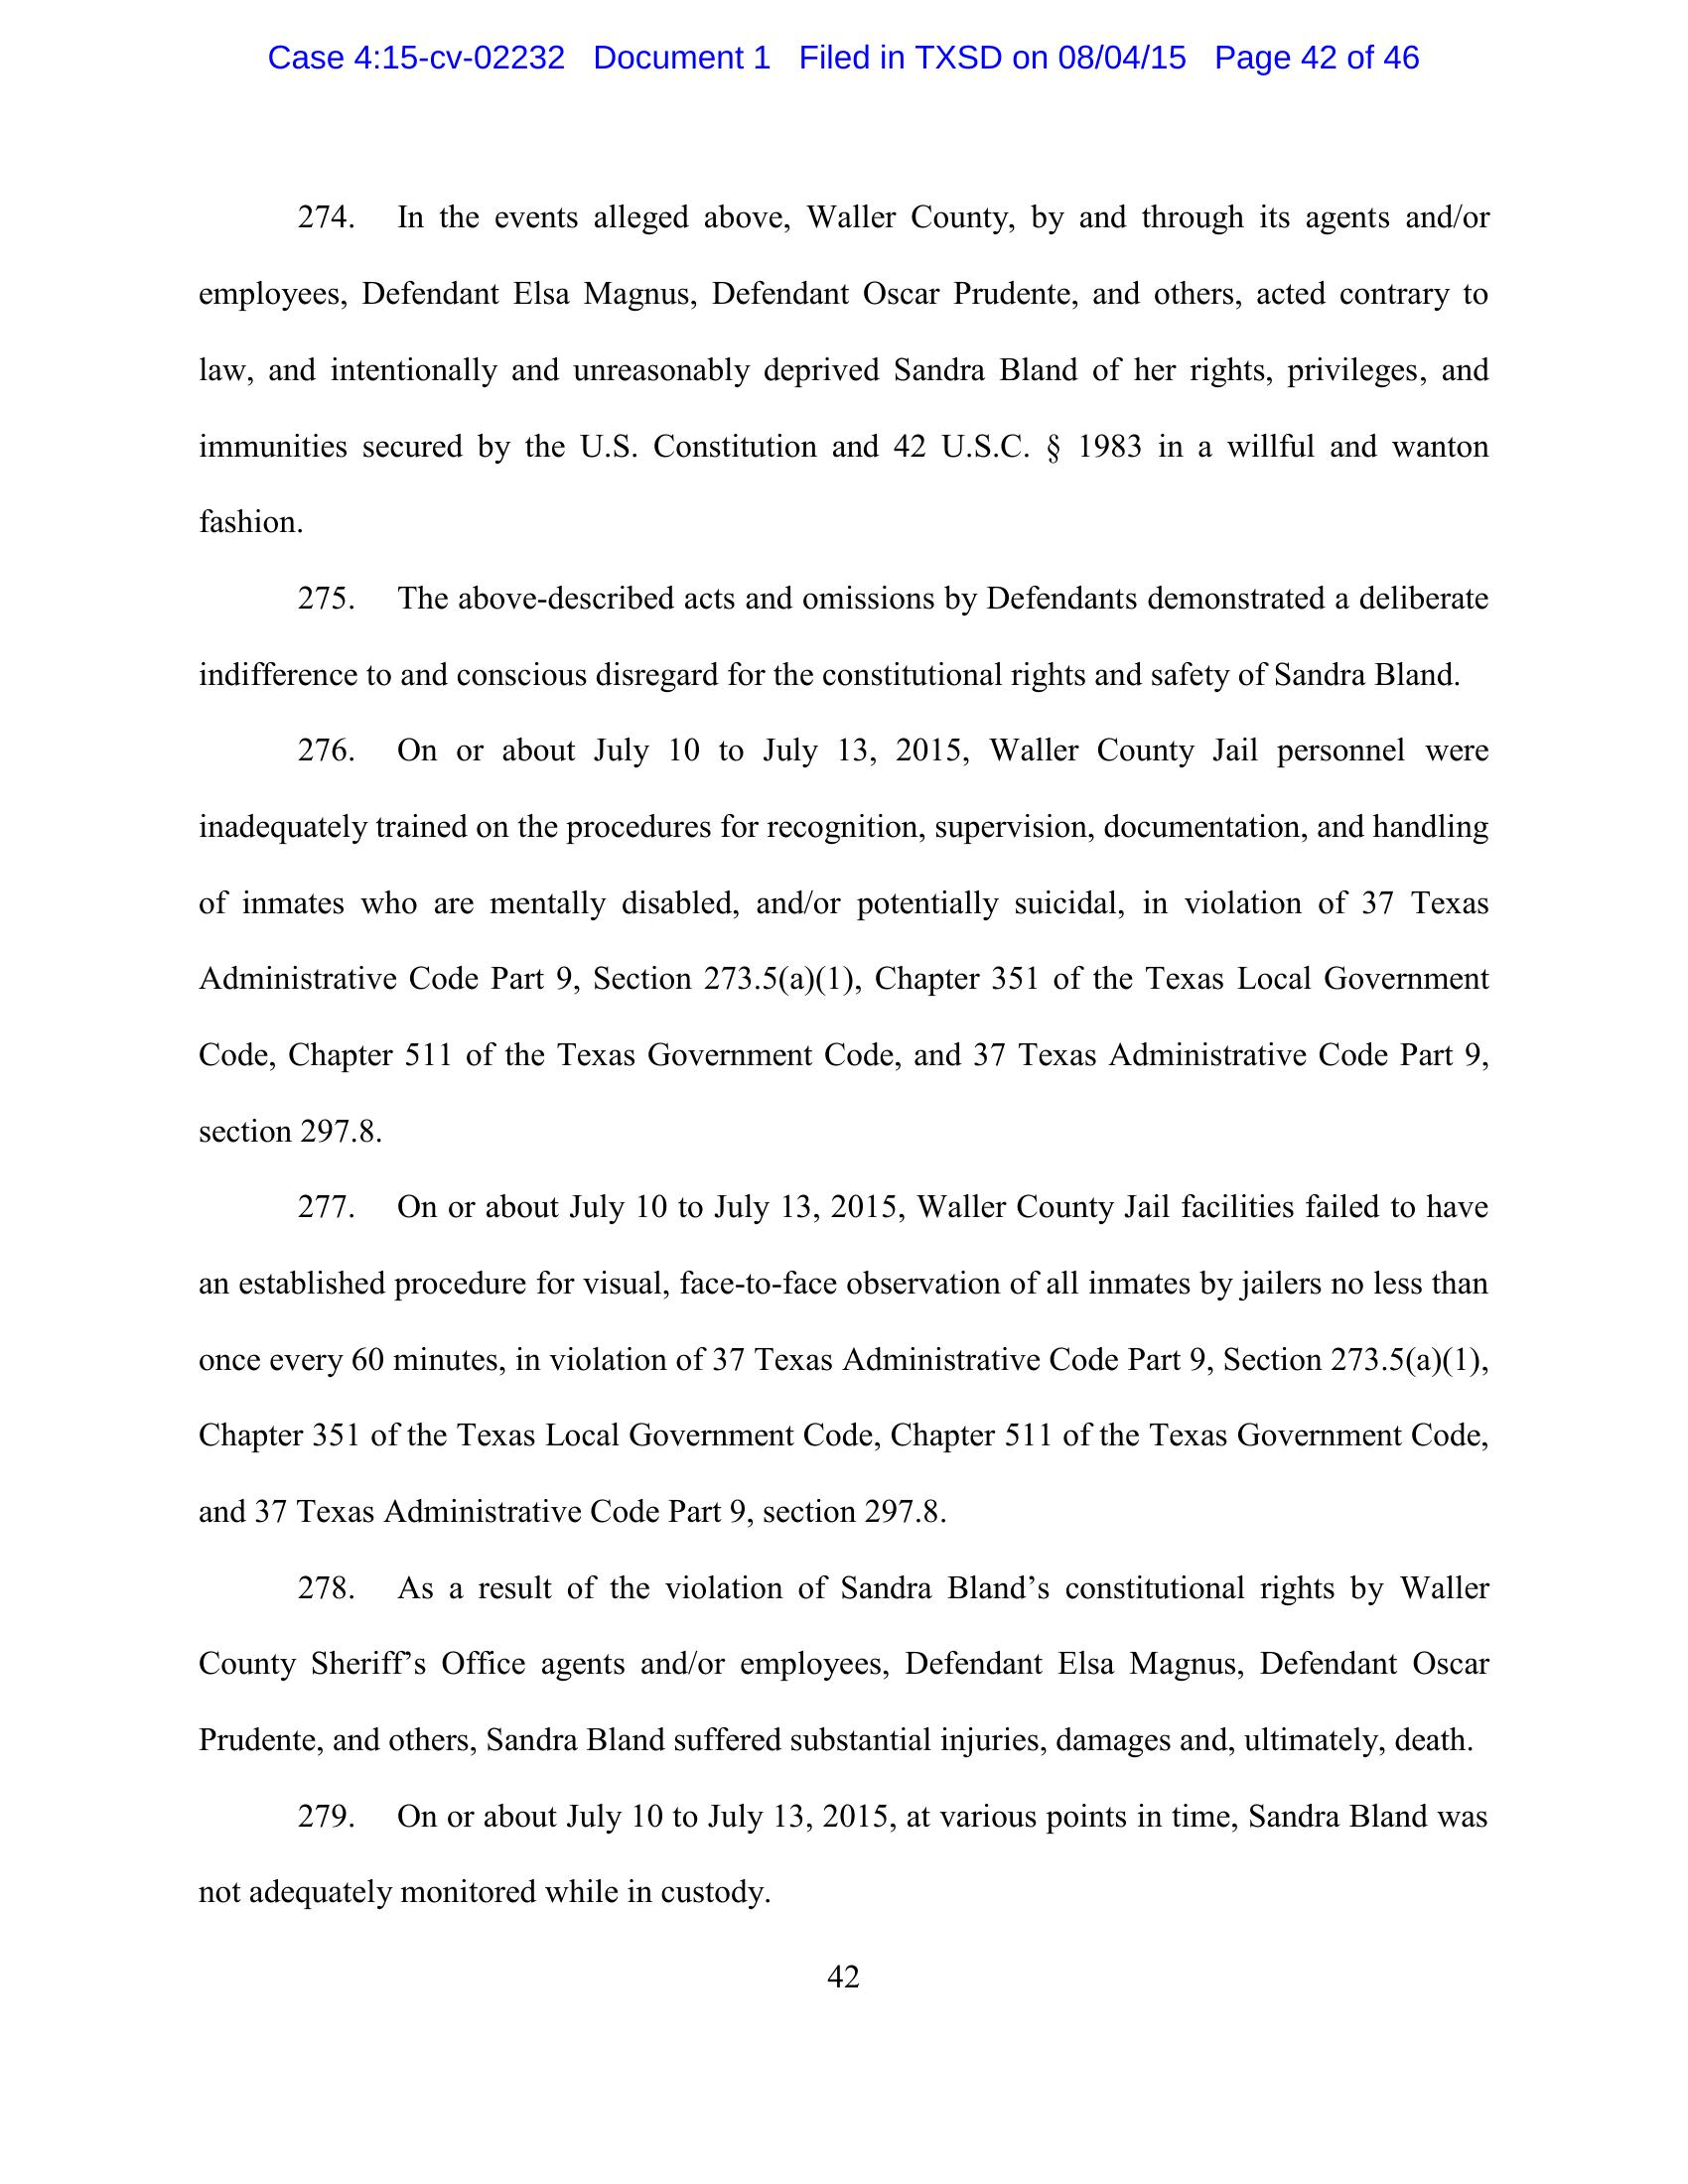 Case 4:15-cv-02232 Document 1 Filed in TXSD on 08/04/15 Page 42 of 46
274. In the events alleged above, Waller County, by and through its agents and/or
employees, Defendant Elsa Magnus, Defendant Oscar Prudente, and others, acted contrary to
law, and intentionally and unreasonably deprived Sandra Bland of her rights, privileges, and
immunities secured by the U.S. Constitution and 42 U.S.C. § 1983 in a willful and wanton
fashion.
275. The above-described acts and omissions by Defendants demonstrated a deliberate
indifference to and conscious disregard for the constitutional rights and safety of Sandra Bland.
276. On or about July 10 to July 13, 2015, Waller County Jail personnel were
inadequately trained on the procedures for recognition, supervision, documentation, and handling
of inmates who are mentally disabled, and/or potentially suicidal, in violation of 37 Texas
Administrative Code Part 9, Section 273.5(a)(1), Chapter 351 of the Texas Local Government
Code, Chapter 511 of the Texas Government Code, and 37 Texas Administrative Code Part 9,
section 297.8.
277. On or about July 10 to July 13, 2015, Waller County Jail facilities failed to have
an established procedure for visual, face-to-face observation of all inmates by jailers no less than
once every 60 minutes, in violation of 37 Texas Administrative Code Part 9, Section 273.5(a)(1),
Chapter 351 of the Texas Local Government Code, Chapter 511 of the Texas Government Code,
and 37 Texas Administrative Code Part 9, section 297.8.
278. As a result of the violation of Sandra Bland’s constitutional rights by Waller
County Sheriff’s Office agents and/or employees, Defendant Elsa Magnus, Defendant Oscar
Prudente, and others, Sandra Bland suffered substantial injuries, damages and, ultimately, death.
279. On or about July 10 to July 13, 2015, at various points in time, Sandra Bland was
not adequately monitored while in custody.
42